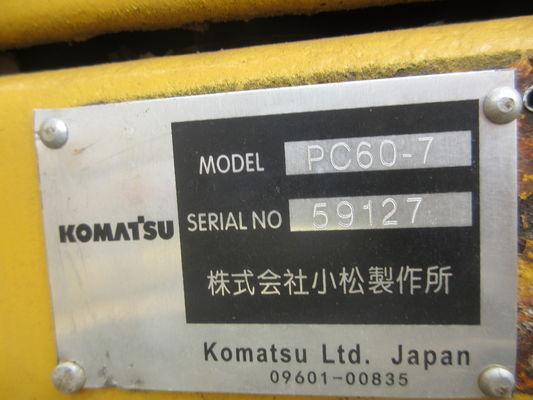 MODEL PC60-7
KOMATSU SERIAL NO 59127
株式会社小松製作所
Komatsu Ltd. Japan
09601-00835